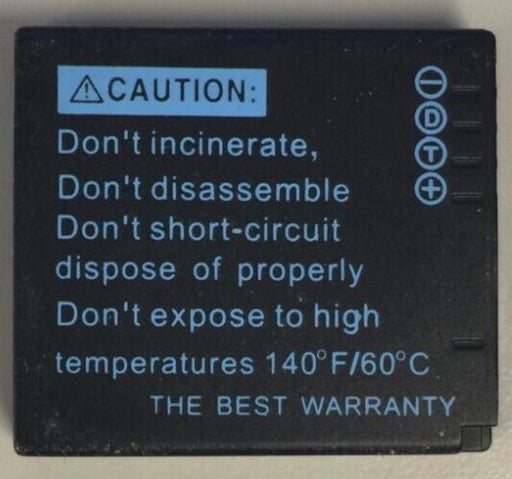 ⚠CAUTION:
Don't incinerate,
Don't disassemble
Don't short-circuit
dispose of properly
Don't expose to high
temperatures 140°F/60°C
THE BEST WARRANTY
−
D
T
+